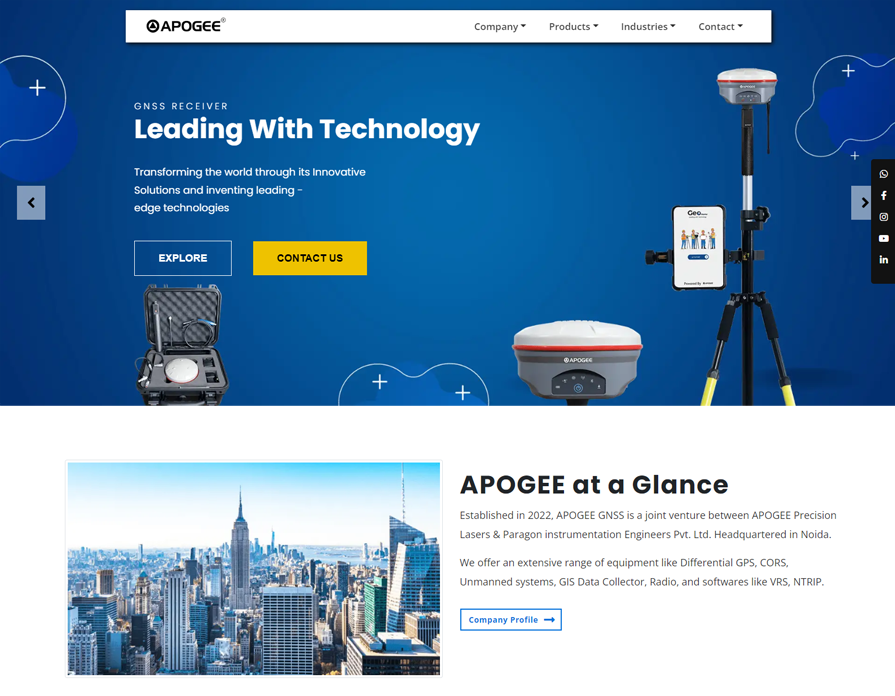 APOGEE®
Company
Products
Industries
Contact
GNSS RECEIVER
Leading With Technology
Transforming the world through its Innovative
Solutions and inventing leading -
edge technologies
EXPLORE
CONTACT US
Geo
APOGEE
APOGEE at a Glance
Established in 2022, APOGEE GNSS is a joint venture between APOGEE Precision
Lasers & Paragon instrumentation Engineers Pvt. Ltd. Headquartered in Noida.
We offer an extensive range of equipment like Differential GPS, CORS,
Unmanned systems, GIS Data Collector, Radio, and softwares like VRS, NTRIP.
Company Profile